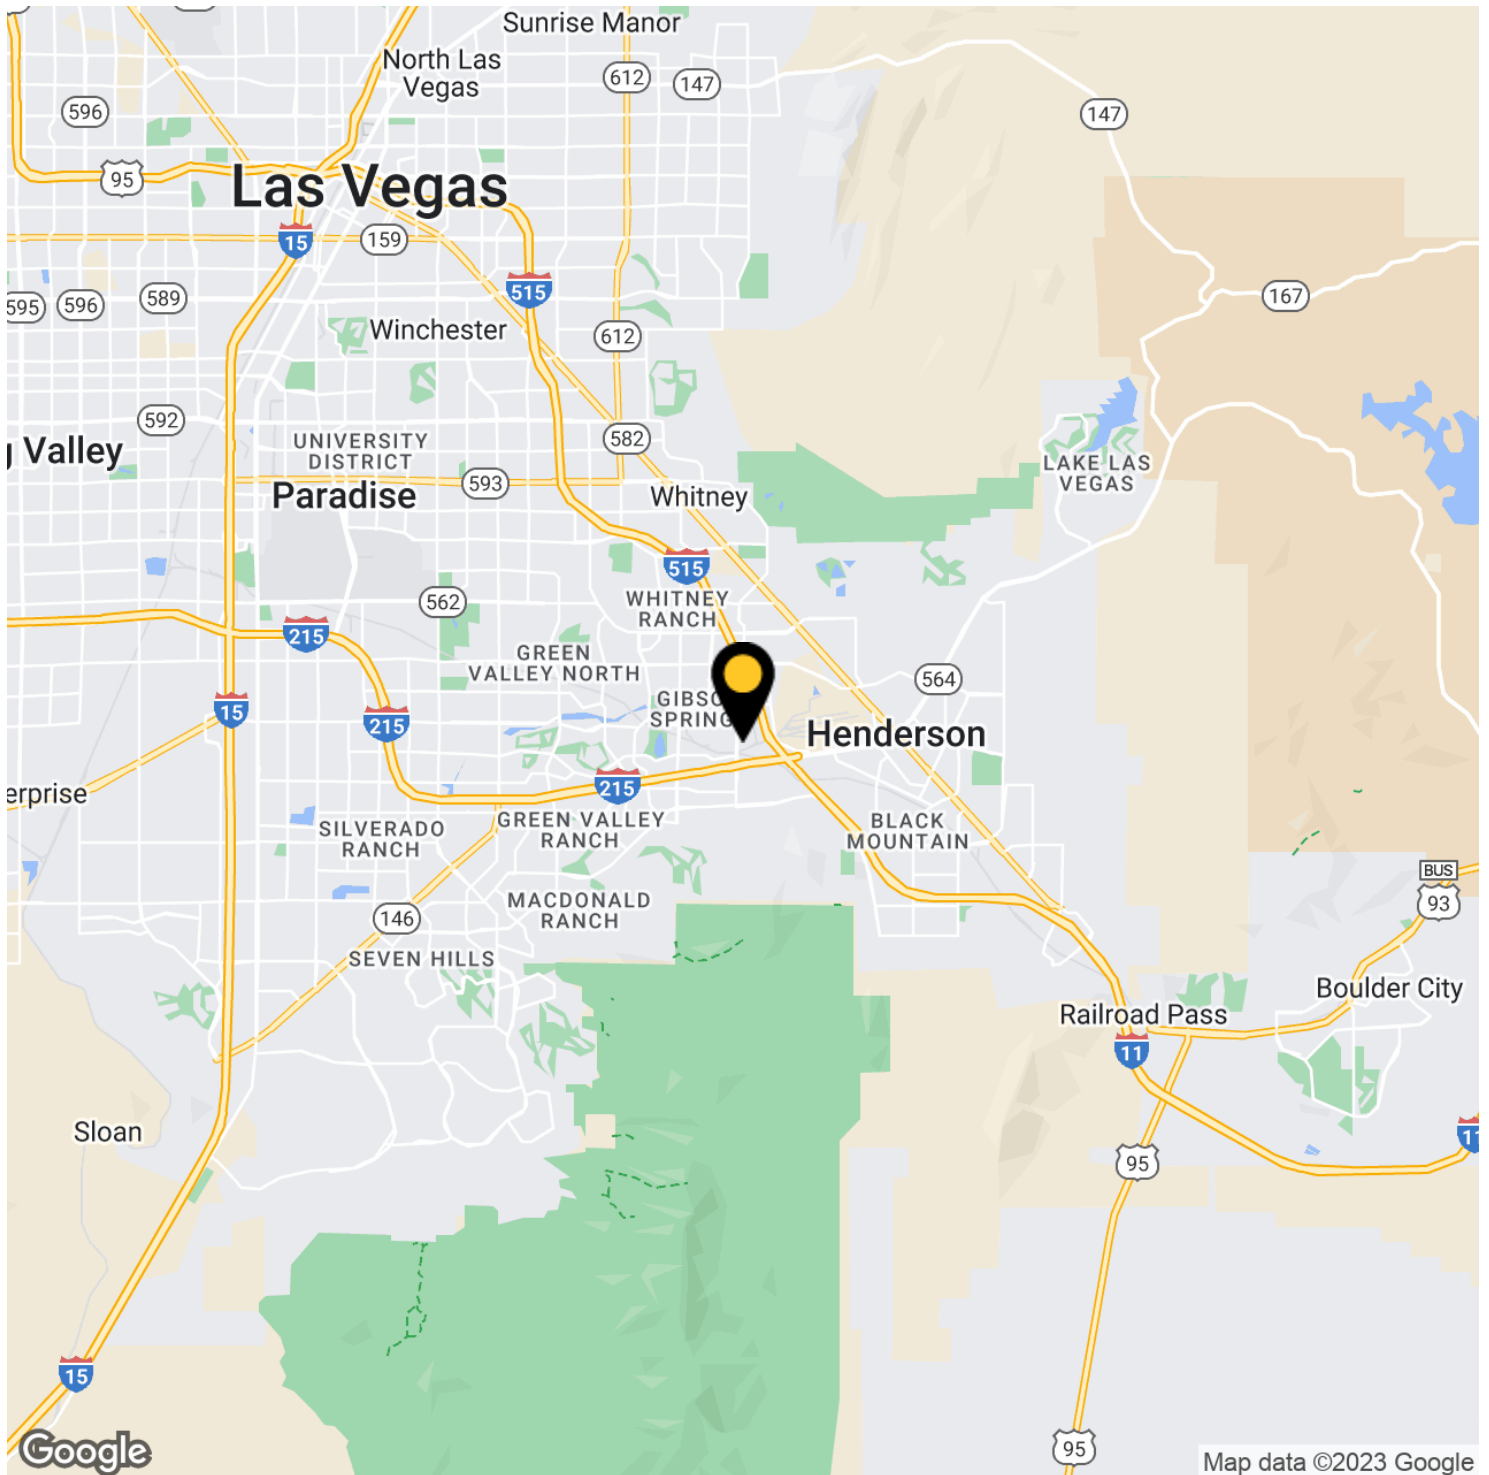 Sunrise Manor
North Las
Vegas
612
147
596
147
95
Las Vegas
15
159
515
167
595
596
589
Winchester
612
592
582
UNIVERSITY
DISTRICT
Valley
LAKE LAS
VEGAS
593
Paradise
Whitney
515
562
WHITNEY
RANCH
215
GREEN
VALLEY NORTH
564
15
215
Henderson
215
erprise
SILVERADO
RANCH
GREEN VALLEY
RANCH
BLACK
MOUNTAIN
BUS
93
MACDONALD
RANCH
146
SEVEN HILLS
Boulder City
Railroad Pass
11
Sloan
11
95
15
95
Google
Map data ©2023 Google